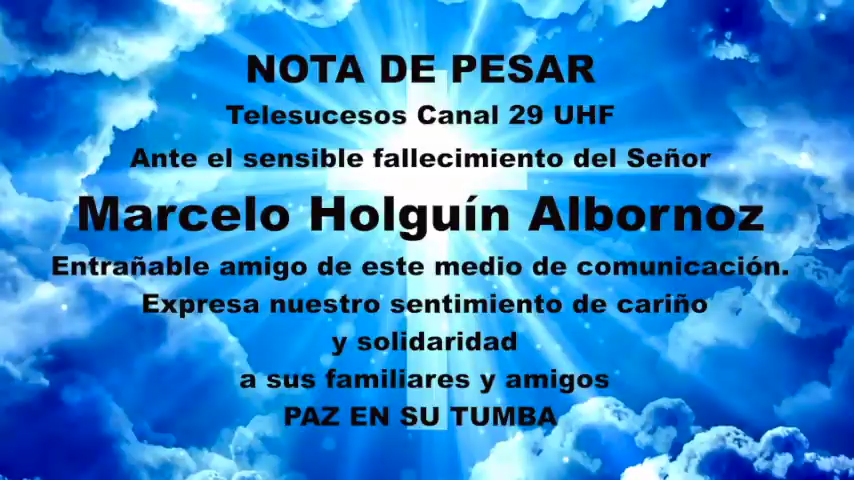 NOTA DE PESAR
Telesucesos Canal 29 UHF
Ante el sensible fallecimiento del Señor
Marcelo Holguín Albornoz
Entrañable amigo de este medio de comunicación.
Expresa nuestro sentimiento de cariño
y solidaridad
a sus familiares y amigos
PAZ EN SU TUMBA